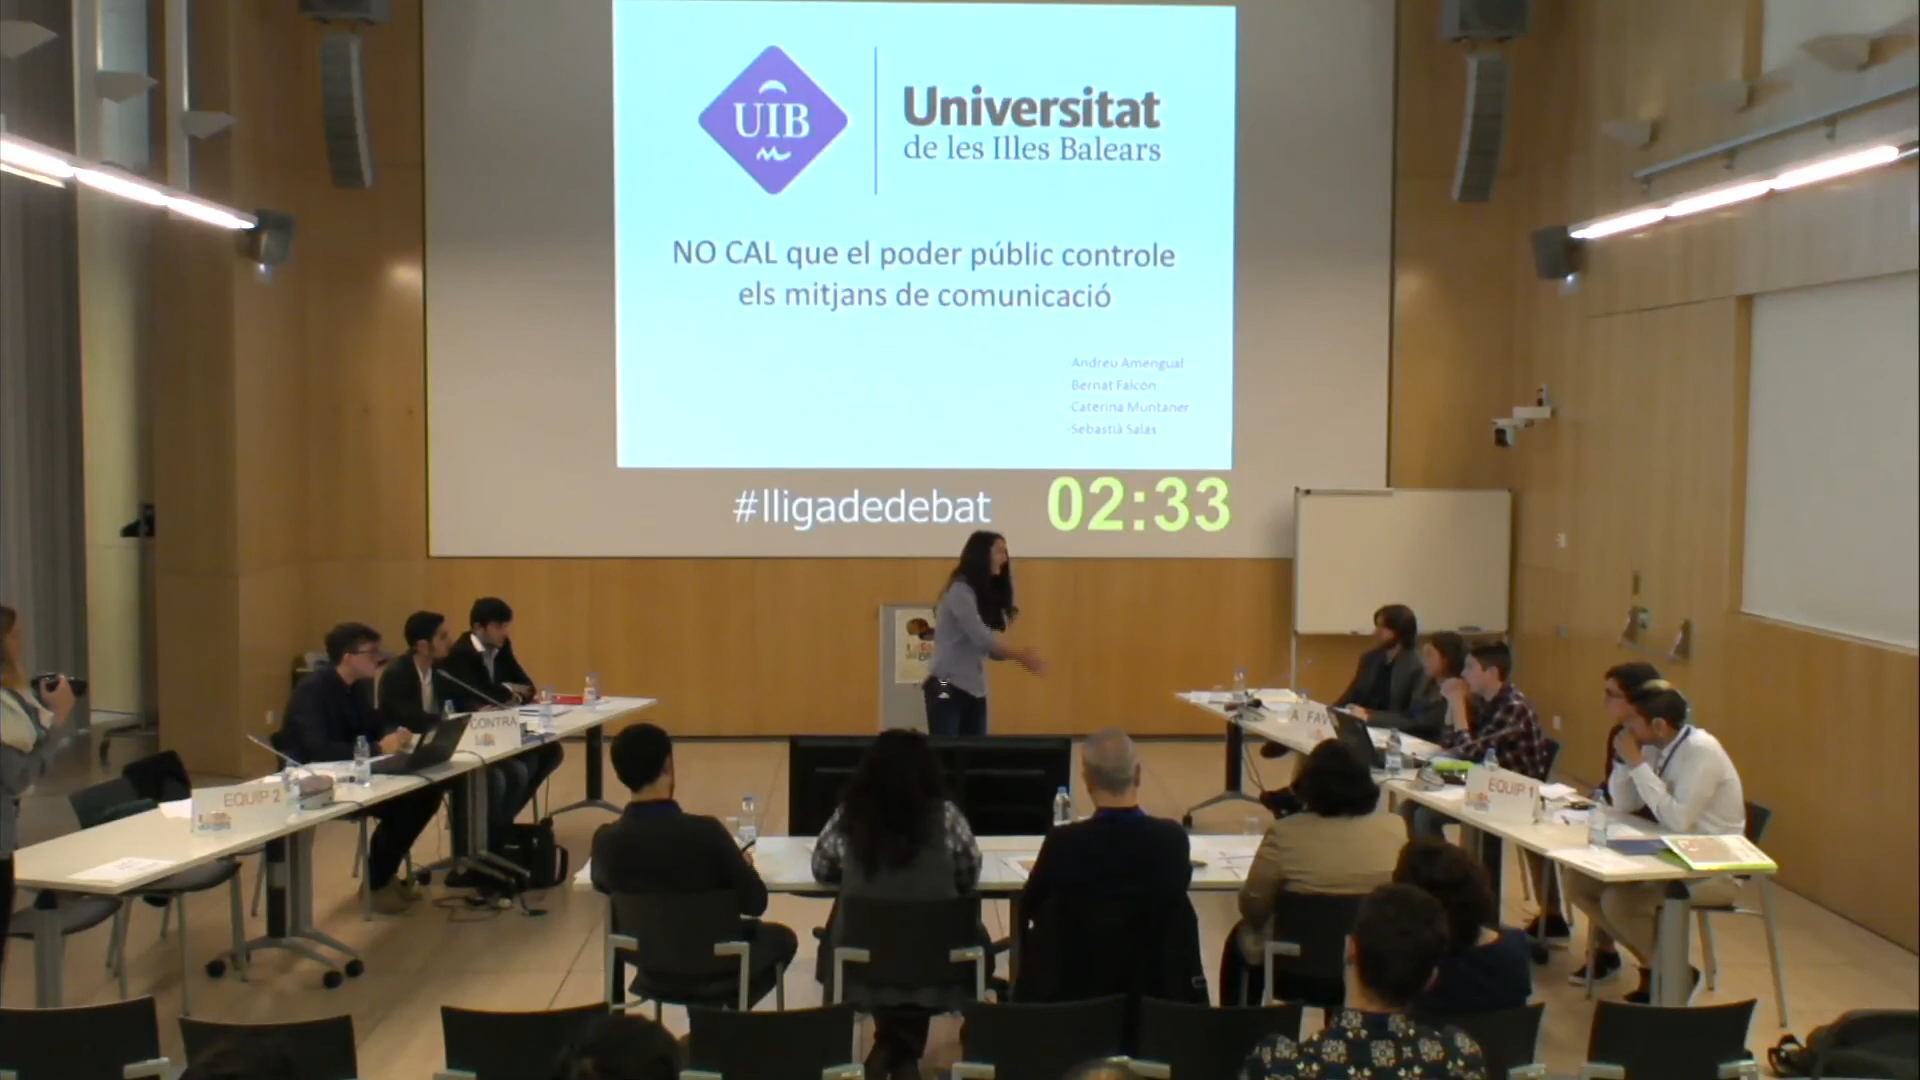 UIB
Universitat
de les Illes Balears
NO CAL que el poder públic controle
els mitjans de comunicació
Andreu Amengual
Bernat Falcón
Caterina Muntaner
Sebastià Salas
#lligadedebat
02:33
CONTRA
A FAV
EQUIP 2
EQUIP 1